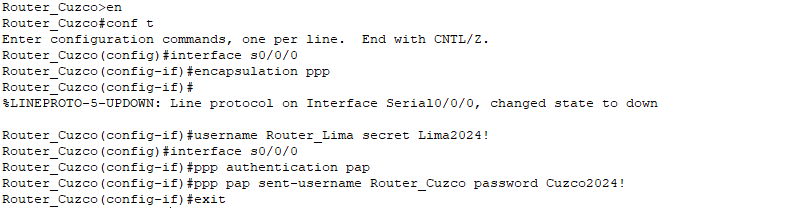 Router_Cuzco>en
Router_Cuzco#conf t
Enter configuration commands, one per line.  End with CNTL/Z.
Router_Cuzco(config)#interface s0/0/0
Router_Cuzco(config-if)#encapsulation ppp
Router_Cuzco(config-if)#
%LINEPROTO-5-UPDOWN: Line protocol on Interface Serial0/0/0, changed state to down
Router_Cuzco(config-if)#username Router_Lima secret Lima2024!
Router_Cuzco(config)#interface s0/0/0
Router_Cuzco(config-if)#ppp authentication pap
Router_Cuzco(config-if)#ppp pap sent-username Router_Cuzco password Cuzco2024!
Router_Cuzco(config-if)#exit